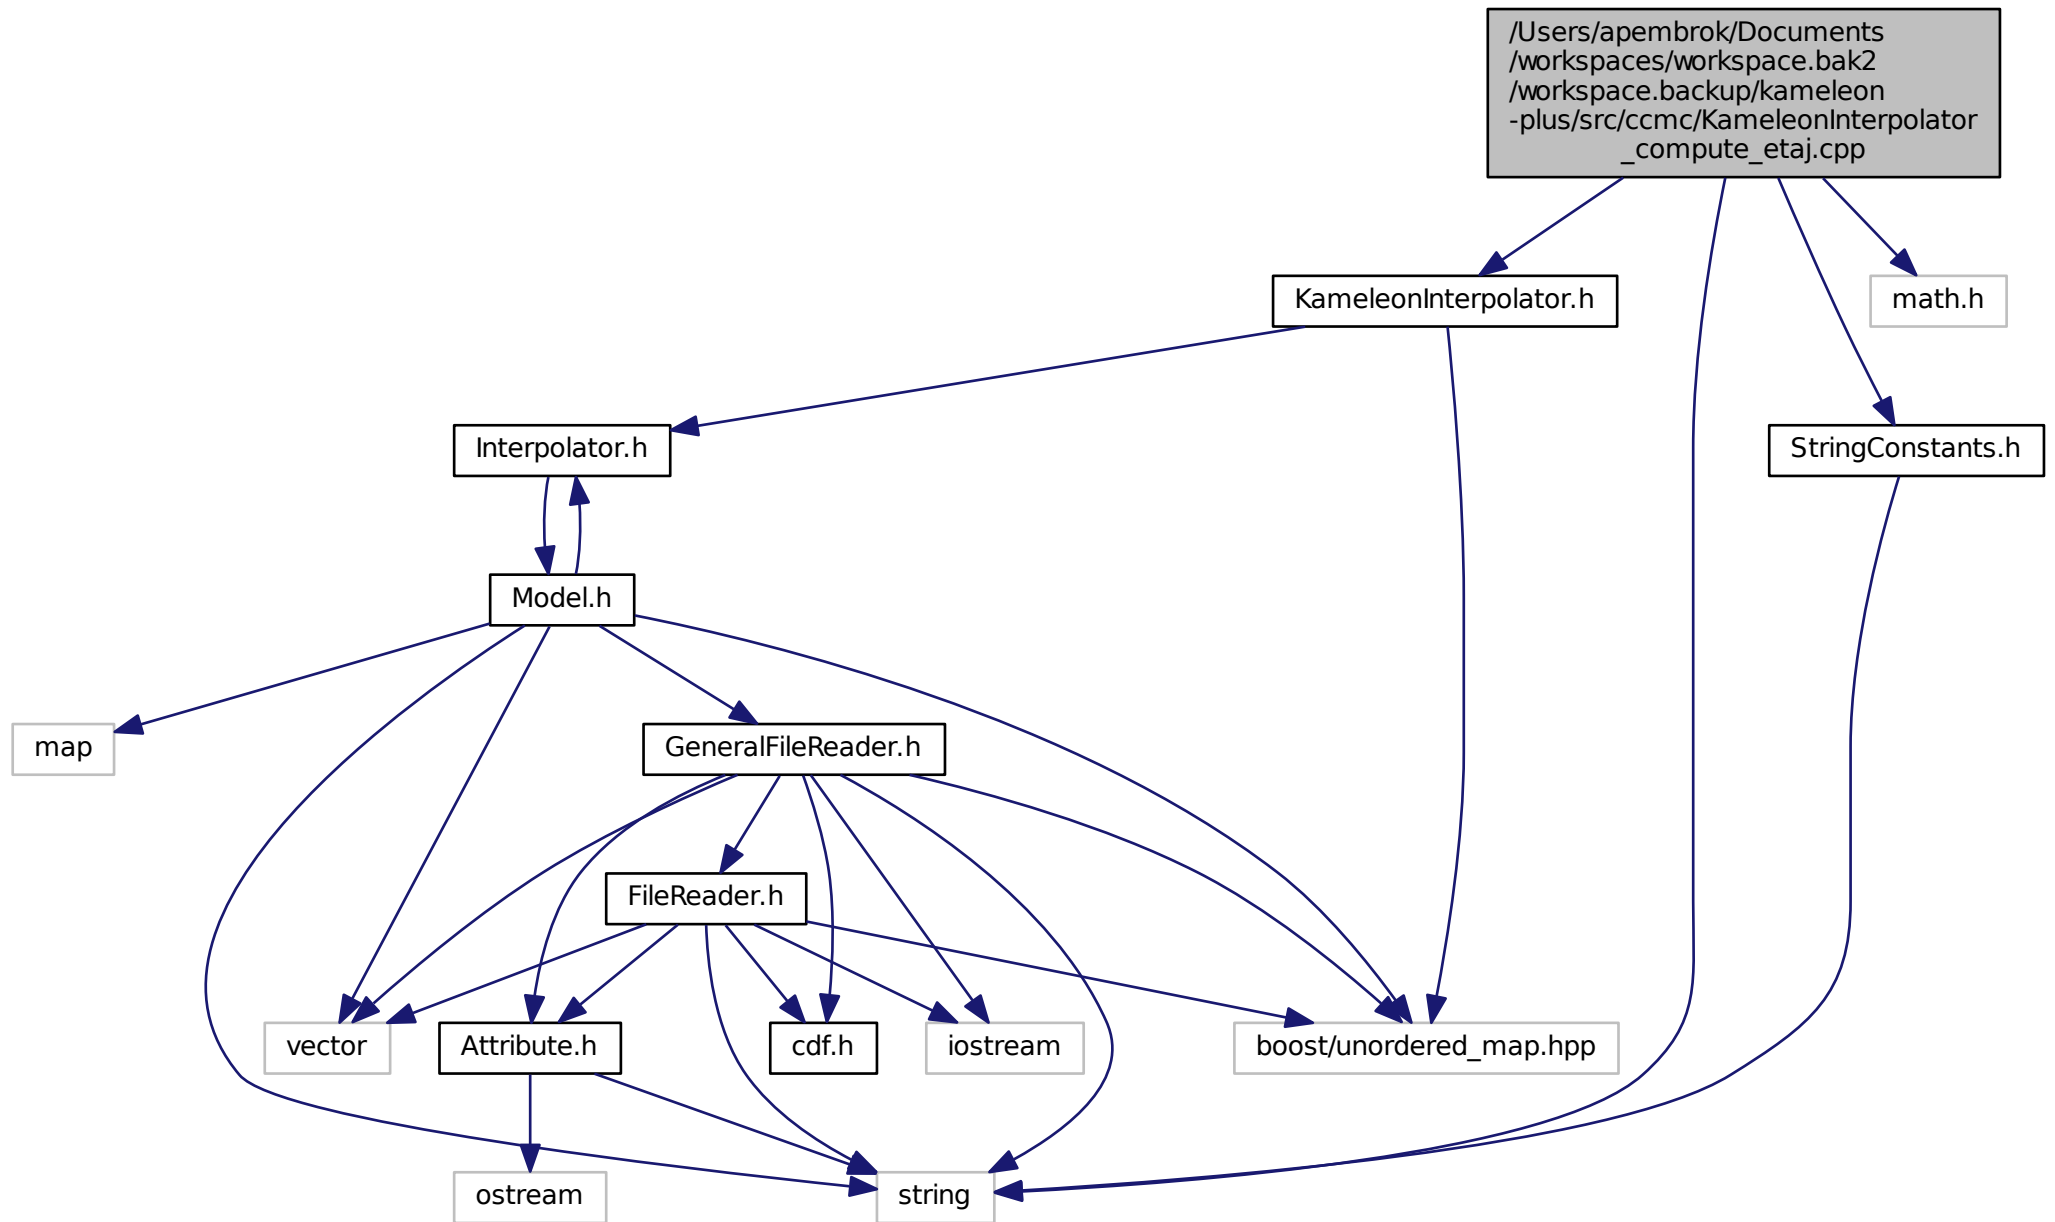 /Users/apembrok/Documents
/workspaces/workspace.bak2
/workspace.backup/kameleon
-plus/src/ccmc/KameleonInterpolator
_compute_etaj.cpp
KameleonInterpolator.h
math.h
Interpolator.h
StringConstants.h
Model.h
map
GeneralFileReader.h
FileReader.h
vector
Attribute.h
cdf.h
iostream
boost/unordered_map.hpp
ostream
string